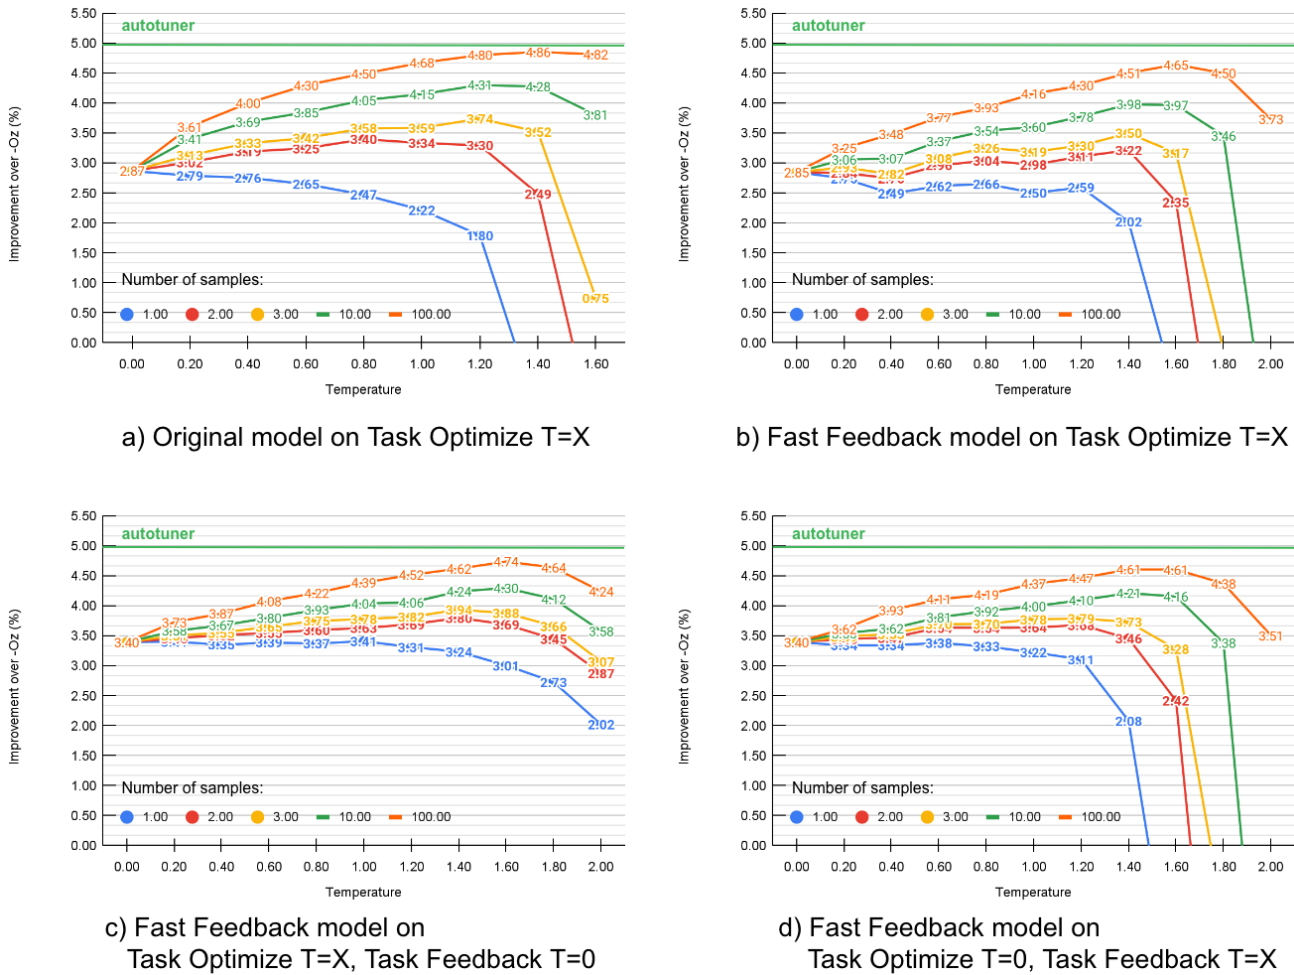 autotuner
Improvement over -Oz (%)
5.50
5.00
4.50
4.00
3.50
3.00
2.50
2.00
1.50
1.00
0.50
0.00
3.61 4.00 4.30 4.50 4.68 4.80 4.86 4.82
3.41 3.69 3.85 4.05 4.15 4.31 4.28 3.81
3.13 3.33 3.42 3.58 3.59 3.74 3.52 0.75
3.02 3.19 3.25 3.40 3.34 3.30 2.49
2.87 2.79 2.76 2.65 2.47 2.22 1.80
Number of samples:
1.00 2.00 3.00 10.00 100.00
0.00 0.20 0.40 0.60 0.80 1.00 1.20 1.40 1.60
Temperature
a) Original model on Task Optimize T=X
autotuner
Improvement over -Oz (%)
5.50
5.00
4.50
4.00
3.50
3.00
2.50
2.00
1.50
1.00
0.50
0.00
3.25 3.48 3.77 3.93 4.16 4.30 4.51 4.65 4.50 3.73
3.06 3.07 3.37 3.54 3.60 3.78 3.98 3.97 3.46
2.93 2.82 3.08 3.26 3.19 3.30 3.50 3.17
2.98 3.04 2.98 3.11 3.22 2.35
2.85 2.49 2.62 2.66 2.50 2.59 2.02
Number of samples:
1.00 2.00 3.00 10.00 100.00
0.00 0.20 0.40 0.60 0.80 1.00 1.20 1.40 1.60 1.80 2.00
Temperature
b) Fast Feedback model on Task Optimize T=X
autotuner
Improvement over -Oz (%)
5.50
5.00
4.50
4.00
3.50
3.00
2.50
2.00
1.50
1.00
0.50
0.00
3.73 3.87 4.08 4.22 4.39 4.52 4.62 4.74 4.64 4.24
3.58 3.67 3.80 3.93 4.04 4.06 4.24 4.30 4.12 3.58
3.65 3.75 3.78 3.82 3.94 3.88 3.66 3.07
3.60 3.63 3.69 3.80 3.69 3.45 2.87
3.40 3.35 3.39 3.37 3.41 3.31 3.24 3.01 2.73 2.02
Number of samples:
1.00 2.00 3.00 10.00 100.00
0.00 0.20 0.40 0.60 0.80 1.00 1.20 1.40 1.60 1.80 2.00
Temperature
c) Fast Feedback model on
Task Optimize T=X, Task Feedback T=0
autotuner
Improvement over -Oz (%)
5.50
5.00
4.50
4.00
3.50
3.00
2.50
2.00
1.50
1.00
0.50
0.00
3.62 3.93 4.11 4.19 4.37 4.47 4.61 4.61 4.38 3.51
3.62 3.81 3.92 4.00 4.10 4.21 4.16 3.38
3.70 3.78 3.79 3.73 3.28
3.64 3.68 3.46 2.42
3.40 3.34 3.34 3.38 3.33 3.22 3.11 2.08
Number of samples:
1.00 2.00 3.00 10.00 100.00
0.00 0.20 0.40 0.60 0.80 1.00 1.20 1.40 1.60 1.80 2.00
Temperature
d) Fast Feedback model on
Task Optimize T=0, Task Feedback T=X